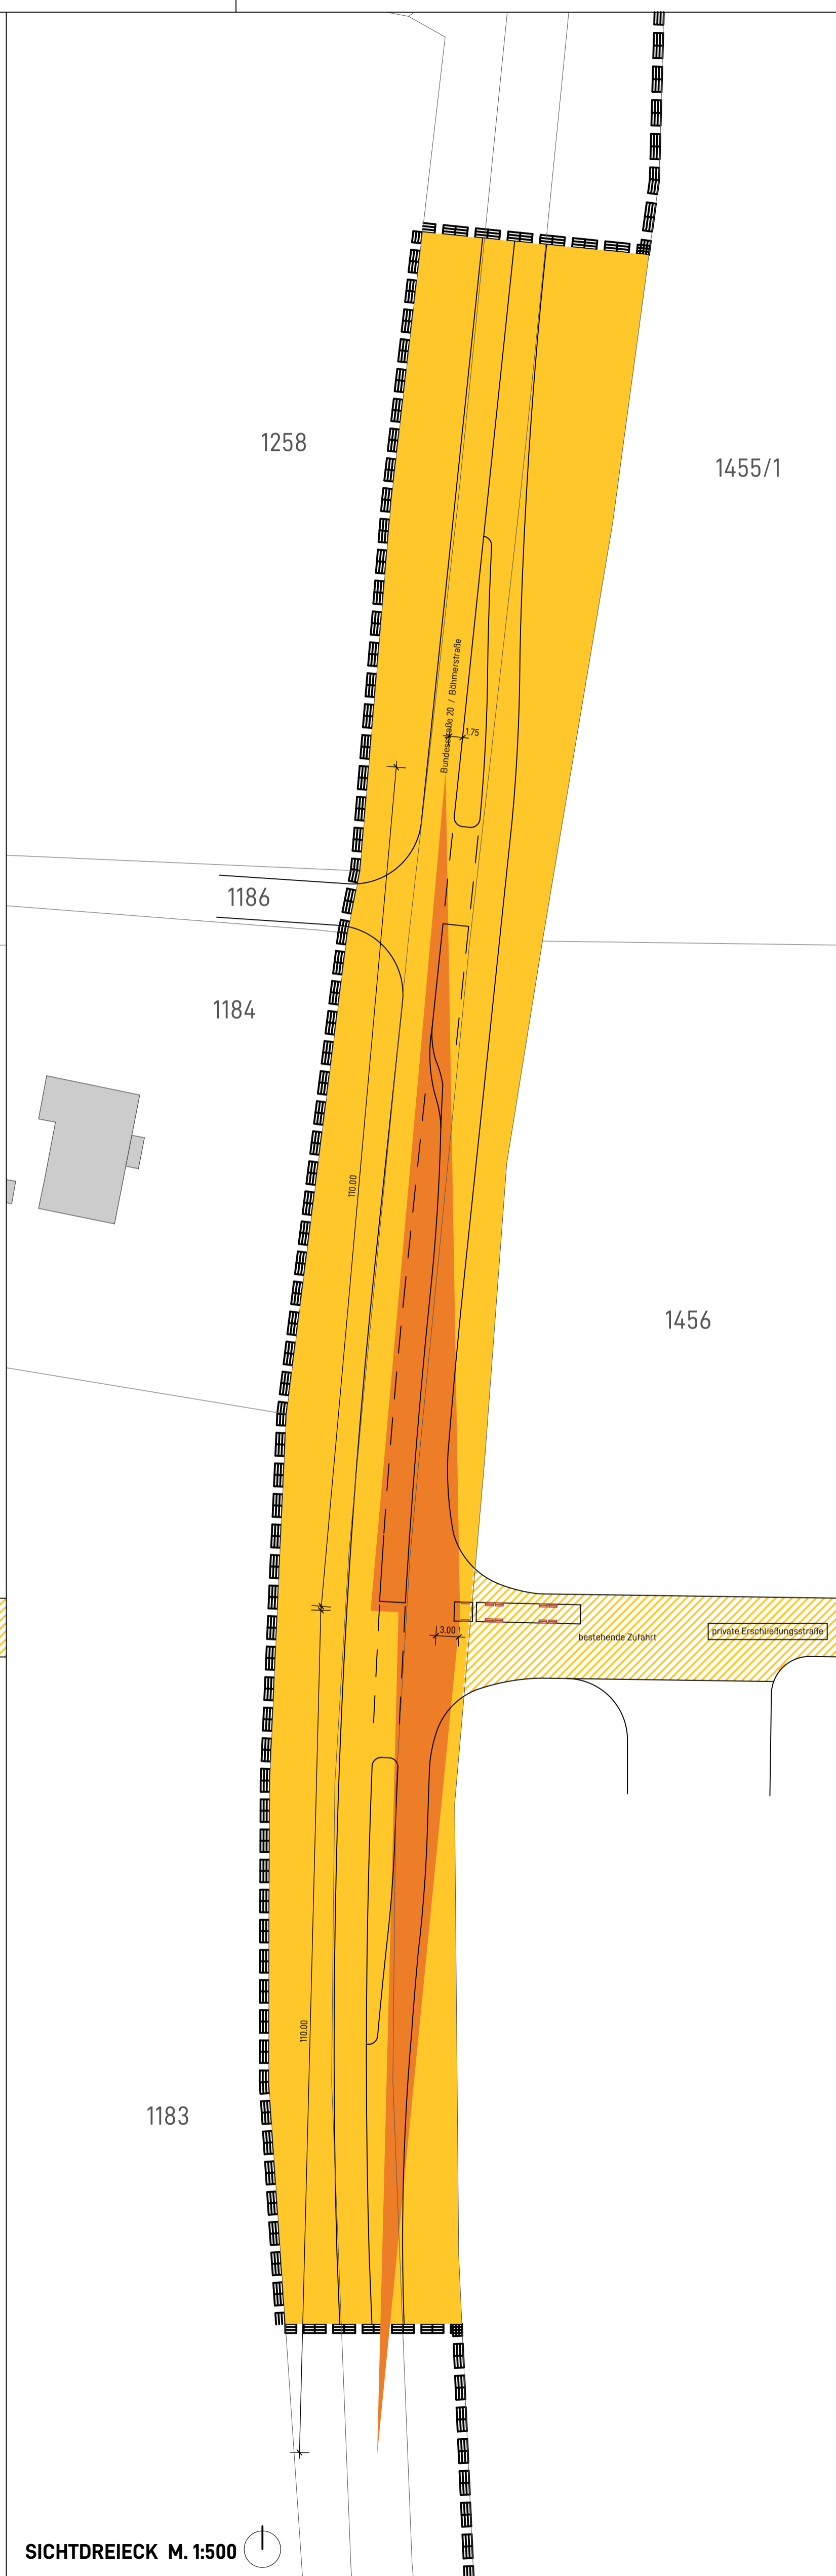 1258
1455/1
Bundesstraße 20 / Böhmerstraße
1.75
1186
1184
110.00
1456
3.00
bestehende Zufahrt
private Erschließungsstraße
110.00
1183
SICHTDREIECK M. 1:500